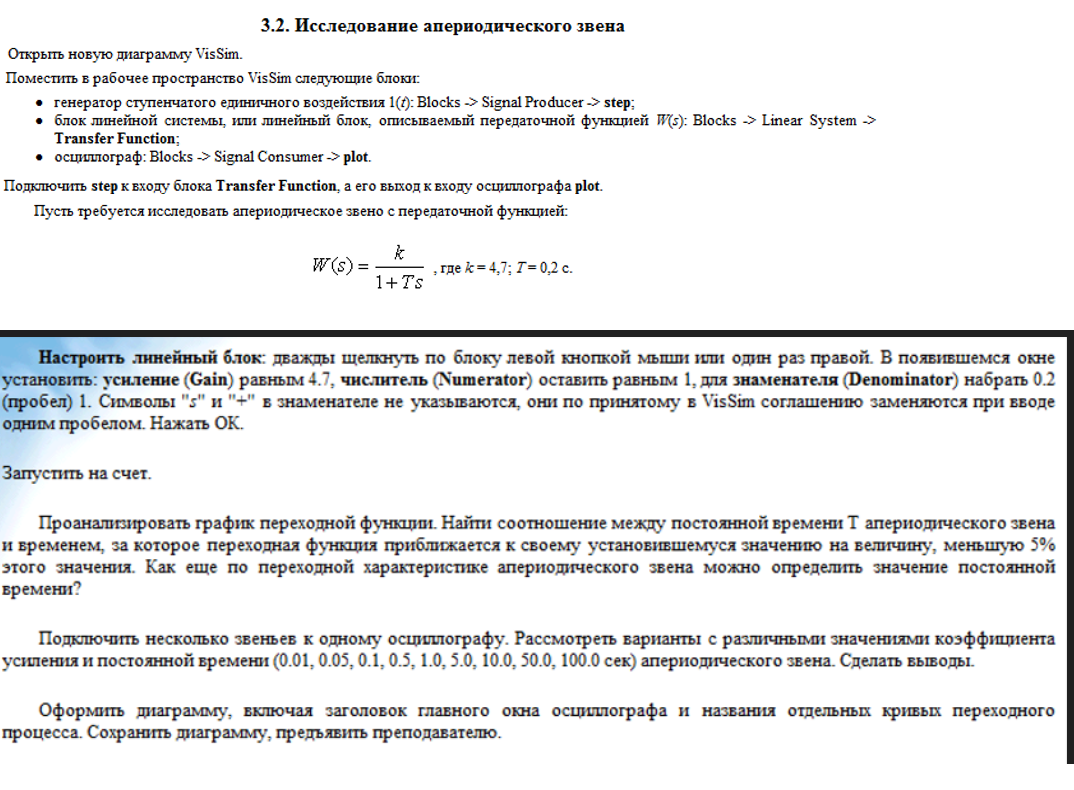 3.2. Исследование апериодического звена
Открыть новую диаграмму VisSim.
Поместить в рабочее пространство VisSim следующие блоки:
• генератор ступенчатого единичного воздействия 1(t): Blocks -> Signal Producer -> step;
• блок линейной системы, или линейный блок, описываемый передаточной функцией W(s): Blocks -> Linear System ->
Transfer Function;
• осциллограф: Blocks -> Signal Consumer -> plot.
Подключить step к входу блока Transfer Function, а его выход к входу осциллографа plot.
Пусть требуется исследовать апериодическое звено с передаточной функцией:
W(s) = k / (1+Ts) , где k = 4,7; T = 0,2 с.
Настроить линейный блок: дважды щелкнуть по блоку левой кнопкой мыши или один раз правой. В появившемся окне
установить: усиление (Gain) равным 4.7, числитель (Numerator) оставить равным 1, для знаменателя (Denominator) набрать 0.2
(пробел) 1. Символы "s" и "+" в знаменателе не указываются, они по принятому в VisSim соглашению заменяются при вводе
одним пробелом. Нажать ОК.
Запустить на счет.
Проанализировать график переходной функции. Найти соотношение между постоянной времени Т апериодического звена
и временем, за которое переходная функция приближается к своему установившемуся значению на величину, меньшую 5%
этого значения. Как еще по переходной характеристике апериодического звена можно определить значение постоянной
времени?
Подключить несколько звеньев к одному осциллографу. Рассмотреть варианты с различными значениями коэффициента
усиления и постоянной времени (0.01, 0.05, 0.1, 0.5, 1.0, 5.0, 10.0, 50.0, 100.0 сек) апериодического звена. Сделать выводы.
Оформить диаграмму, включая заголовок главного окна осциллографа и названия отдельных кривых переходного
процесса. Сохранить диаграмму, предъявить преподавателю.